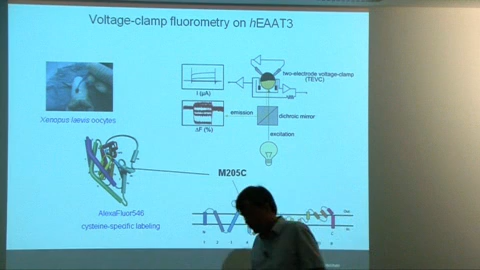 Voltage-clamp fluorometry on hEAAT3
two-electrode voltage-clamp
(TEVC)
I (µA)
emission
dichroic mirror
ΔF (%)
excitation
Xenopus laevis oocytes
M205C
AlexaFluor546
cysteine-specific labeling